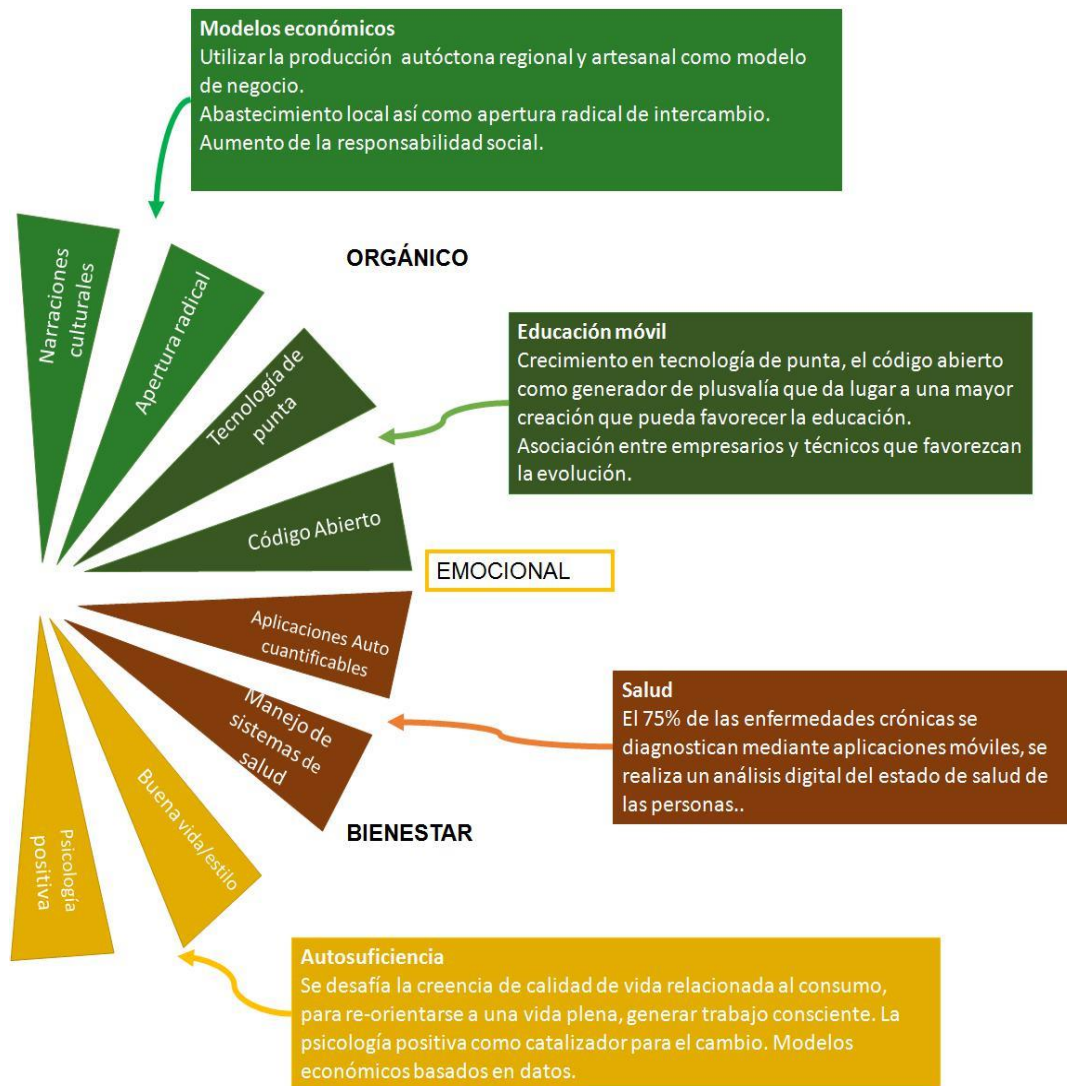 Modelos económicos
Utilizar la producción autóctona regional y artesanal como modelo
de negocio.
Abastecimiento local así como apertura radical de intercambio.
Aumento de la responsabilidad social.
ORGÁNICO
Narraciones
culturales
Apertura radical
Tecnología de
punta
Educación móvil
Crecimiento en tecnología de punta, el código abierto
como generador de plusvalía que da lugar a una mayor
creación que pueda favorecer la educación.
Asociación entre empresarios y técnicos que favorezcan
la evolución.
Código Abierto
EMOCIONAL
Aplicaciones Auto
cuantificables
Manejo de
sistemas de
salud
Salud
El 75% de las enfermedades crónicas se
diagnostican mediante aplicaciones móviles, se
realiza un análisis digital del estado de salud de
las personas..
BIENESTAR
Buena vida/estilo
Psicología
positiva
Autosuficiencia
Se desafía la creencia de calidad de vida relacionada al consumo,
para re-orientarse a una vida plena, generar trabajo consciente. La
psicología positiva como catalizador para el cambio. Modelos
económicos basados en datos.